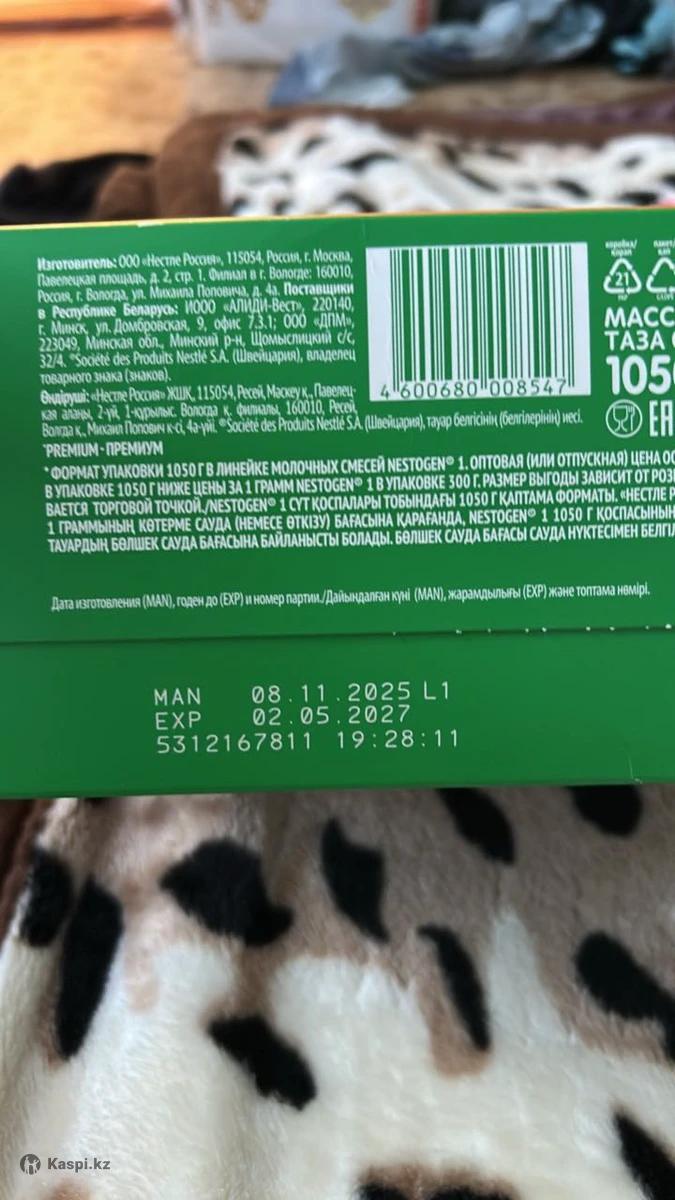 Изготовитель: ООО «Нестле Россия», 115054, Россия, г. Москва,
Павелецкая площадь, д. 2, стр. 1. Филиал в г. Вологде: 160010,
Россия, г. Вологда, ул. Михаила Поповича, д. 4а. Поставщики
в Республике Беларусь: ИООО «АЛИДИ-Вест», 220140,
г. Минск, ул. Домбровская, 9, офис 7.3.1; ООО «ДПМ»,
223049, Минская обл., Минский р-н, Щомыслицкий с/с,
32/4. ®Société des Produits Nestlé S.A. (Швейцария), владелец
товарного знака (знаков).
Өндіруші: «Нестле Россия» ЖШҚ, 115054, Ресей, Мәскеу қ., Павелец-
кая алаңы, 2-үй, 1-құрылыс. Вологда қ. филиалы, 160010, Ресей,
Вологда қ., Михаил Попович к-сі, 4а-үйі. ®Société des Produits Nestlé S.A. (Швейцария), тауар белгісінің (белгілерінің) иесі.
4 600680 008547
коробка/
қорап
21
PAP
МАСС
ТАЗА
1050
EAC
*PREMIUM - ПРЕМИУМ
*ФОРМАТ УПАКОВКИ 1050 Г В ЛИНЕЙКЕ МОЛОЧНЫХ СМЕСЕЙ NESTOGEN® 1. ОПТОВАЯ (ИЛИ ОТПУСКНАЯ) ЦЕНА
В УПАКОВКЕ 1050 Г НИЖЕ ЦЕНЫ ЗА 1 ГРАММ NESTOGEN® 1 В УПАКОВКЕ 300 Г. РАЗМЕР ВЫГОДЫ ЗАВИСИТ ОТ
ВАЕТСЯ ТОРГОВОЙ ТОЧКОЙ./NESTOGEN® 1 СҮТ ҚОСПАЛАРЫ ТОБЫНДАҒЫ 1050 Г ҚАПТАМА ФОРМАТЫ. «НЕСТЛЕ
1 ГРАММЫНЫҢ КӨТЕРМЕ САУДА (НЕМЕСЕ ӨТКІЗУ) БАҒАСЫНА ҚАРАҒАНДА, NESTOGEN® 1 1050 Г ҚОСПАСЫНЫ
ТАУАРДЫҢ БӨЛШЕК САУДА БАҒАСЫНА БАЙЛАНЫСТЫ БОЛАДЫ. БӨЛШЕК САУДА БАҒАСЫ САУДА НҮКТЕСІМЕН
Дата изготовления (MAN), годен до (EXP) и номер партии./Дайындалған күні (MAN), жарамдылығы (EXP) және топтама нөмірі.
MAN 08.11.2025 L1
EXP 02.05.2027
5312167811 19:28:11
Kaspi.kz